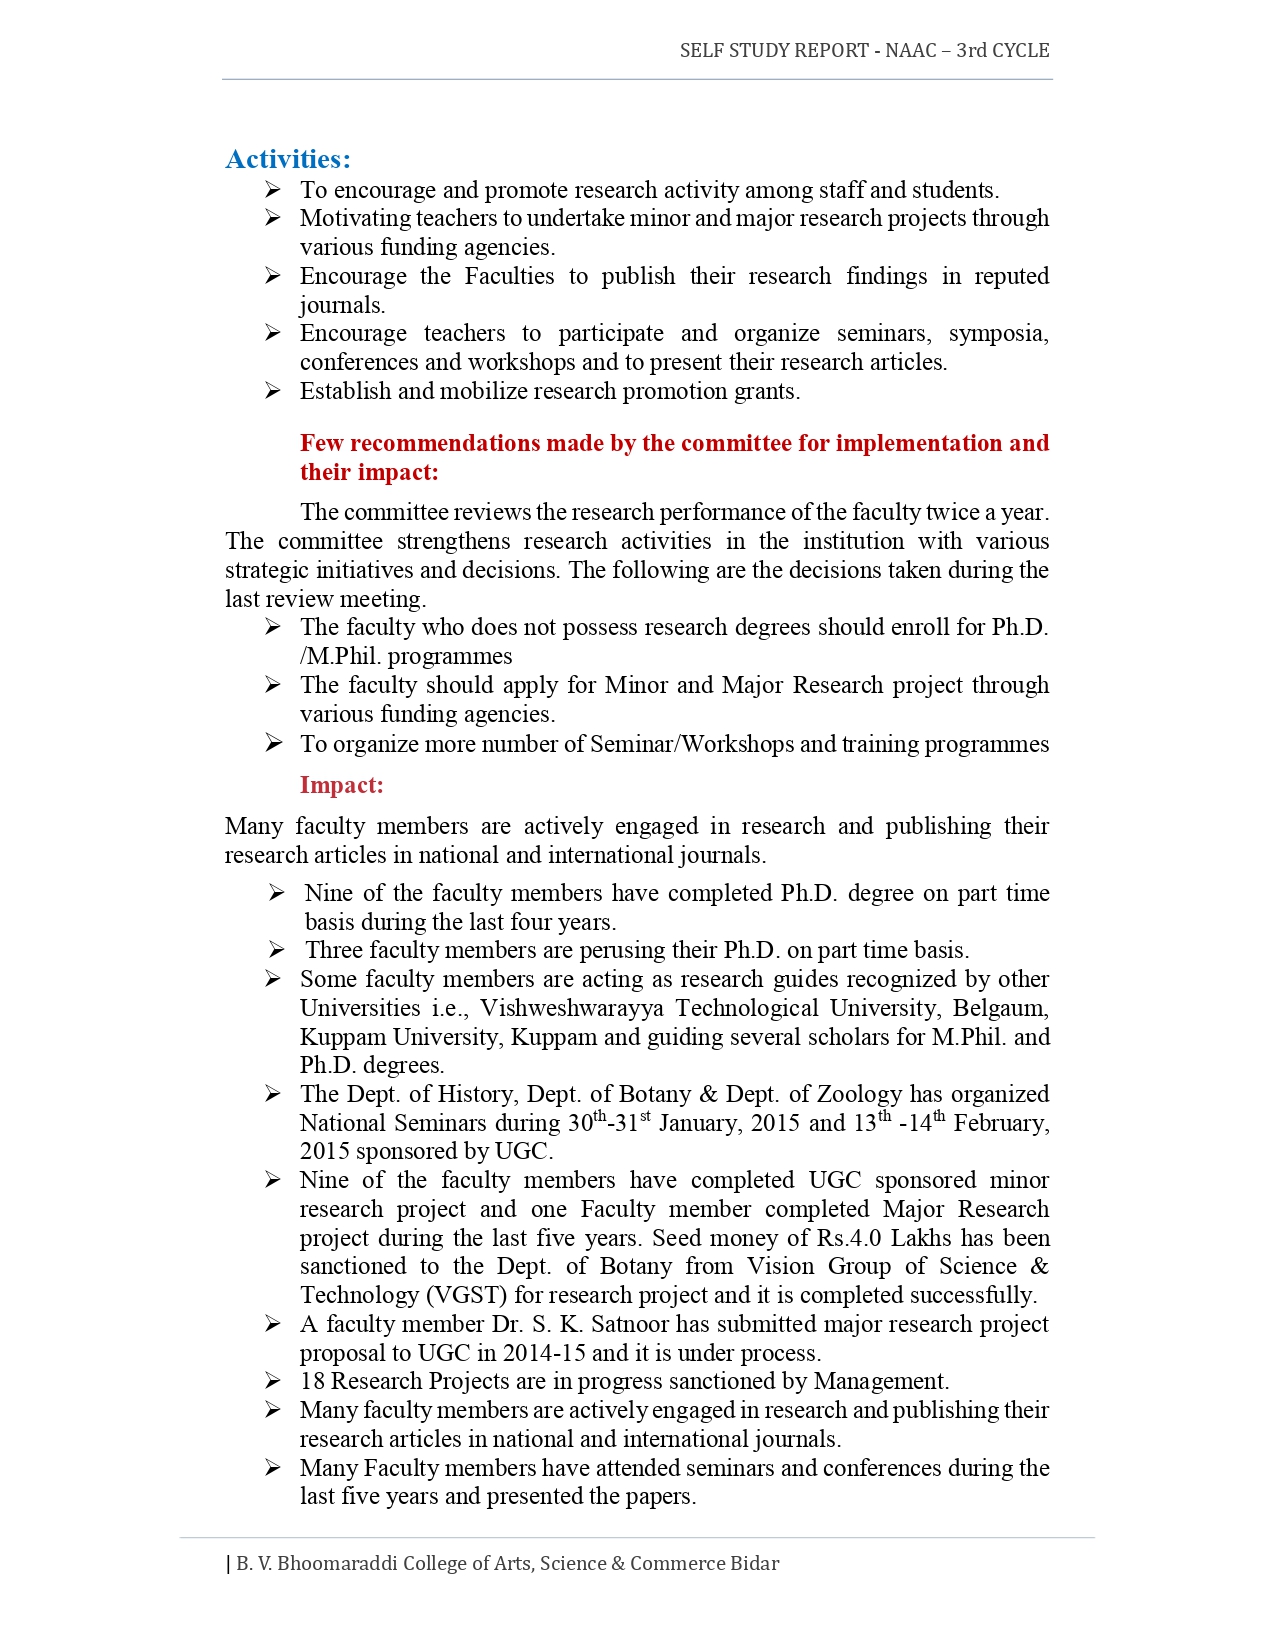 SELF STUDY REPORT - NAAC – 3rd CYCLE
Activities:
➢ To encourage and promote research activity among staff and students.
➢ Motivating teachers to undertake minor and major research projects through
various funding agencies.
➢ Encourage the Faculties to publish their research findings in reputed
journals.
➢ Encourage teachers to participate and organize seminars, symposia,
conferences and workshops and to present their research articles.
➢ Establish and mobilize research promotion grants.
Few recommendations made by the committee for implementation and
their impact:
The committee reviews the research performance of the faculty twice a year.
The committee strengthens research activities in the institution with various
strategic initiatives and decisions. The following are the decisions taken during the
last review meeting.
➢ The faculty who does not possess research degrees should enroll for Ph.D.
/M.Phil. programmes
➢ The faculty should apply for Minor and Major Research project through
various funding agencies.
➢ To organize more number of Seminar/Workshops and training programmes
Impact:
Many faculty members are actively engaged in research and publishing their
research articles in national and international journals.
➢ Nine of the faculty members have completed Ph.D. degree on part time
basis during the last four years.
➢ Three faculty members are perusing their Ph.D. on part time basis.
➢ Some faculty members are acting as research guides recognized by other
Universities i.e., Vishweshwarayya Technological University, Belgaum,
Kuppam University, Kuppam and guiding several scholars for M.Phil. and
Ph.D. degrees.
➢ The Dept. of History, Dept. of Botany & Dept. of Zoology has organized
National Seminars during 30th-31st January, 2015 and 13th -14th February,
2015 sponsored by UGC.
➢ Nine of the faculty members have completed UGC sponsored minor
research project and one Faculty member completed Major Research
project during the last five years. Seed money of Rs.4.0 Lakhs has been
sanctioned to the Dept. of Botany from Vision Group of Science &
Technology (VGST) for research project and it is completed successfully.
➢ A faculty member Dr. S. K. Satnoor has submitted major research project
proposal to UGC in 2014-15 and it is under process.
➢ 18 Research Projects are in progress sanctioned by Management.
➢ Many faculty members are actively engaged in research and publishing their
research articles in national and international journals.
➢ Many Faculty members have attended seminars and conferences during the
last five years and presented the papers.
| B. V. Bhoomaraddi College of Arts, Science & Commerce Bidar